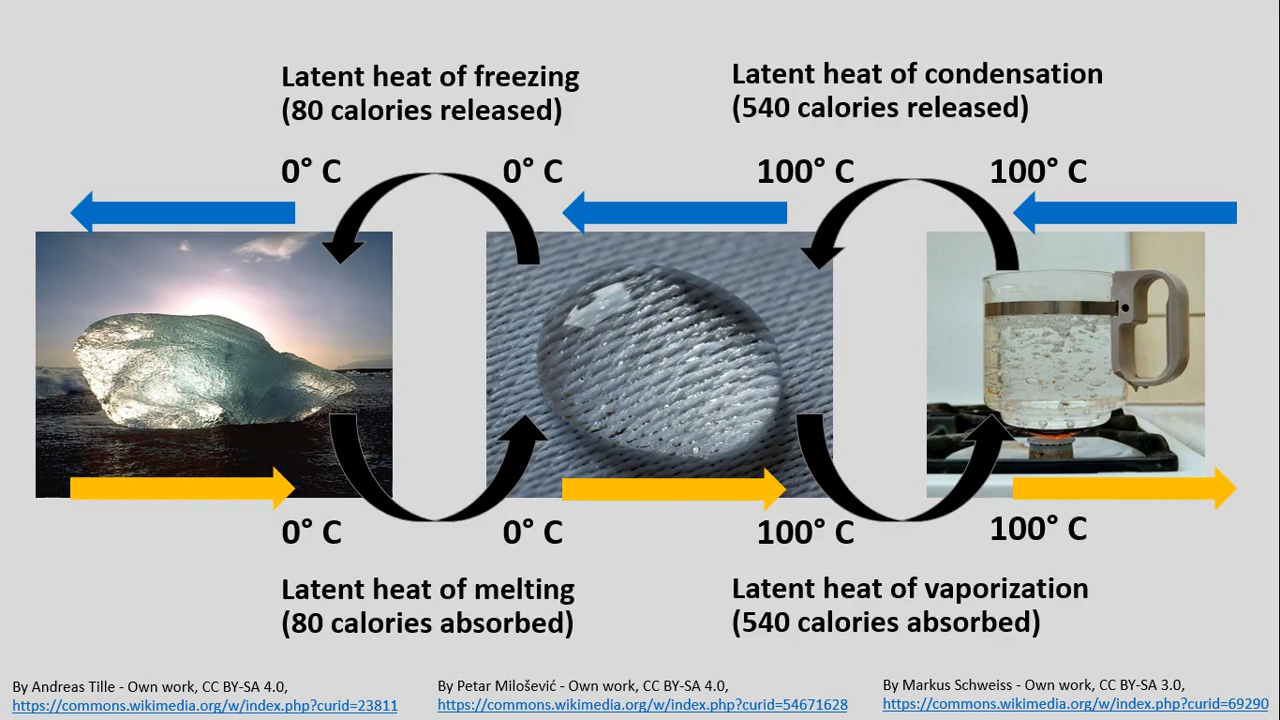 Latent heat of freezing
(80 calories released)
Latent heat of condensation
(540 calories released)
0° C
0° C
100° C
100° C
0° C
0° C
100° C
100° C
Latent heat of melting
(80 calories absorbed)
Latent heat of vaporization
(540 calories absorbed)
By Andreas Tille - Own work, CC BY-SA 4.0,
https://commons.wikimedia.org/w/index.php?curid=23811
By Petar Milošević - Own work, CC BY-SA 4.0,
https://commons.wikimedia.org/w/index.php?curid=54671628
By Markus Schweiss - Own work, CC BY-SA 3.0,
https://commons.wikimedia.org/w/index.php?curid=69290